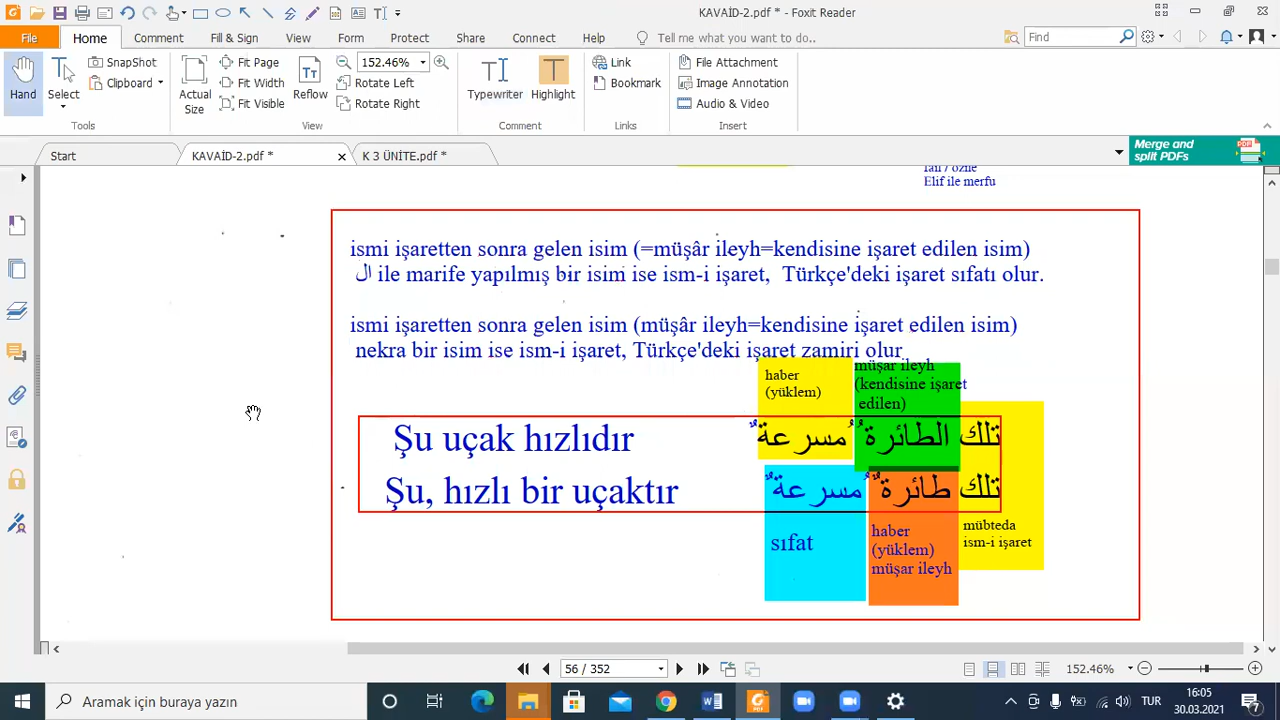 KAVAİD-2.pdf * - Foxit Reader
File Home Comment Fill & Sign View Form Protect Share Connect Help Tell me what you want to do.. Find
Hand
Select
SnapShot
Clipboard
Actual Size
Fit Page
Fit Width
Fit Visible
Reflow
152.46%
Rotate Left
Rotate Right
Typewriter
Highlight
Link
Bookmark
File Attachment
Image Annotation
Audio & Video
Tools View Comment Links Insert
Start KAVAİD-2.pdf * K 3 ÜNİTE.pdf *
Merge and
split PDFs
Elif ile merfu
ismi işaretten sonra gelen isim (=müşâr ileyh=kendisine işaret edilen isim)
ال ile marife yapılmış bir isim ise ism-i işaret, Türkçe'deki işaret sıfatı olur.
ismi işaretten sonra gelen isim (müşâr ileyh=kendisine işaret edilen isim)
nekra bir isim ise ism-i işaret, Türkçe'deki işaret zamiri olur
haber
(yüklem)
müşar ileyh
(kendisine işaret
edilen)
Şu uçak hızlıdır تلك الطائرةُ مسرعةٌ
Şu, hızlı bir uçaktır تلك طائرةٌ مسرعةٌ
sıfat
haber
(yüklem)
müşar ileyh
mübteda
ism-i işaret
56 / 352
152.46%
Aramak için buraya yazın
TUR
16:05
30.03.2021
7